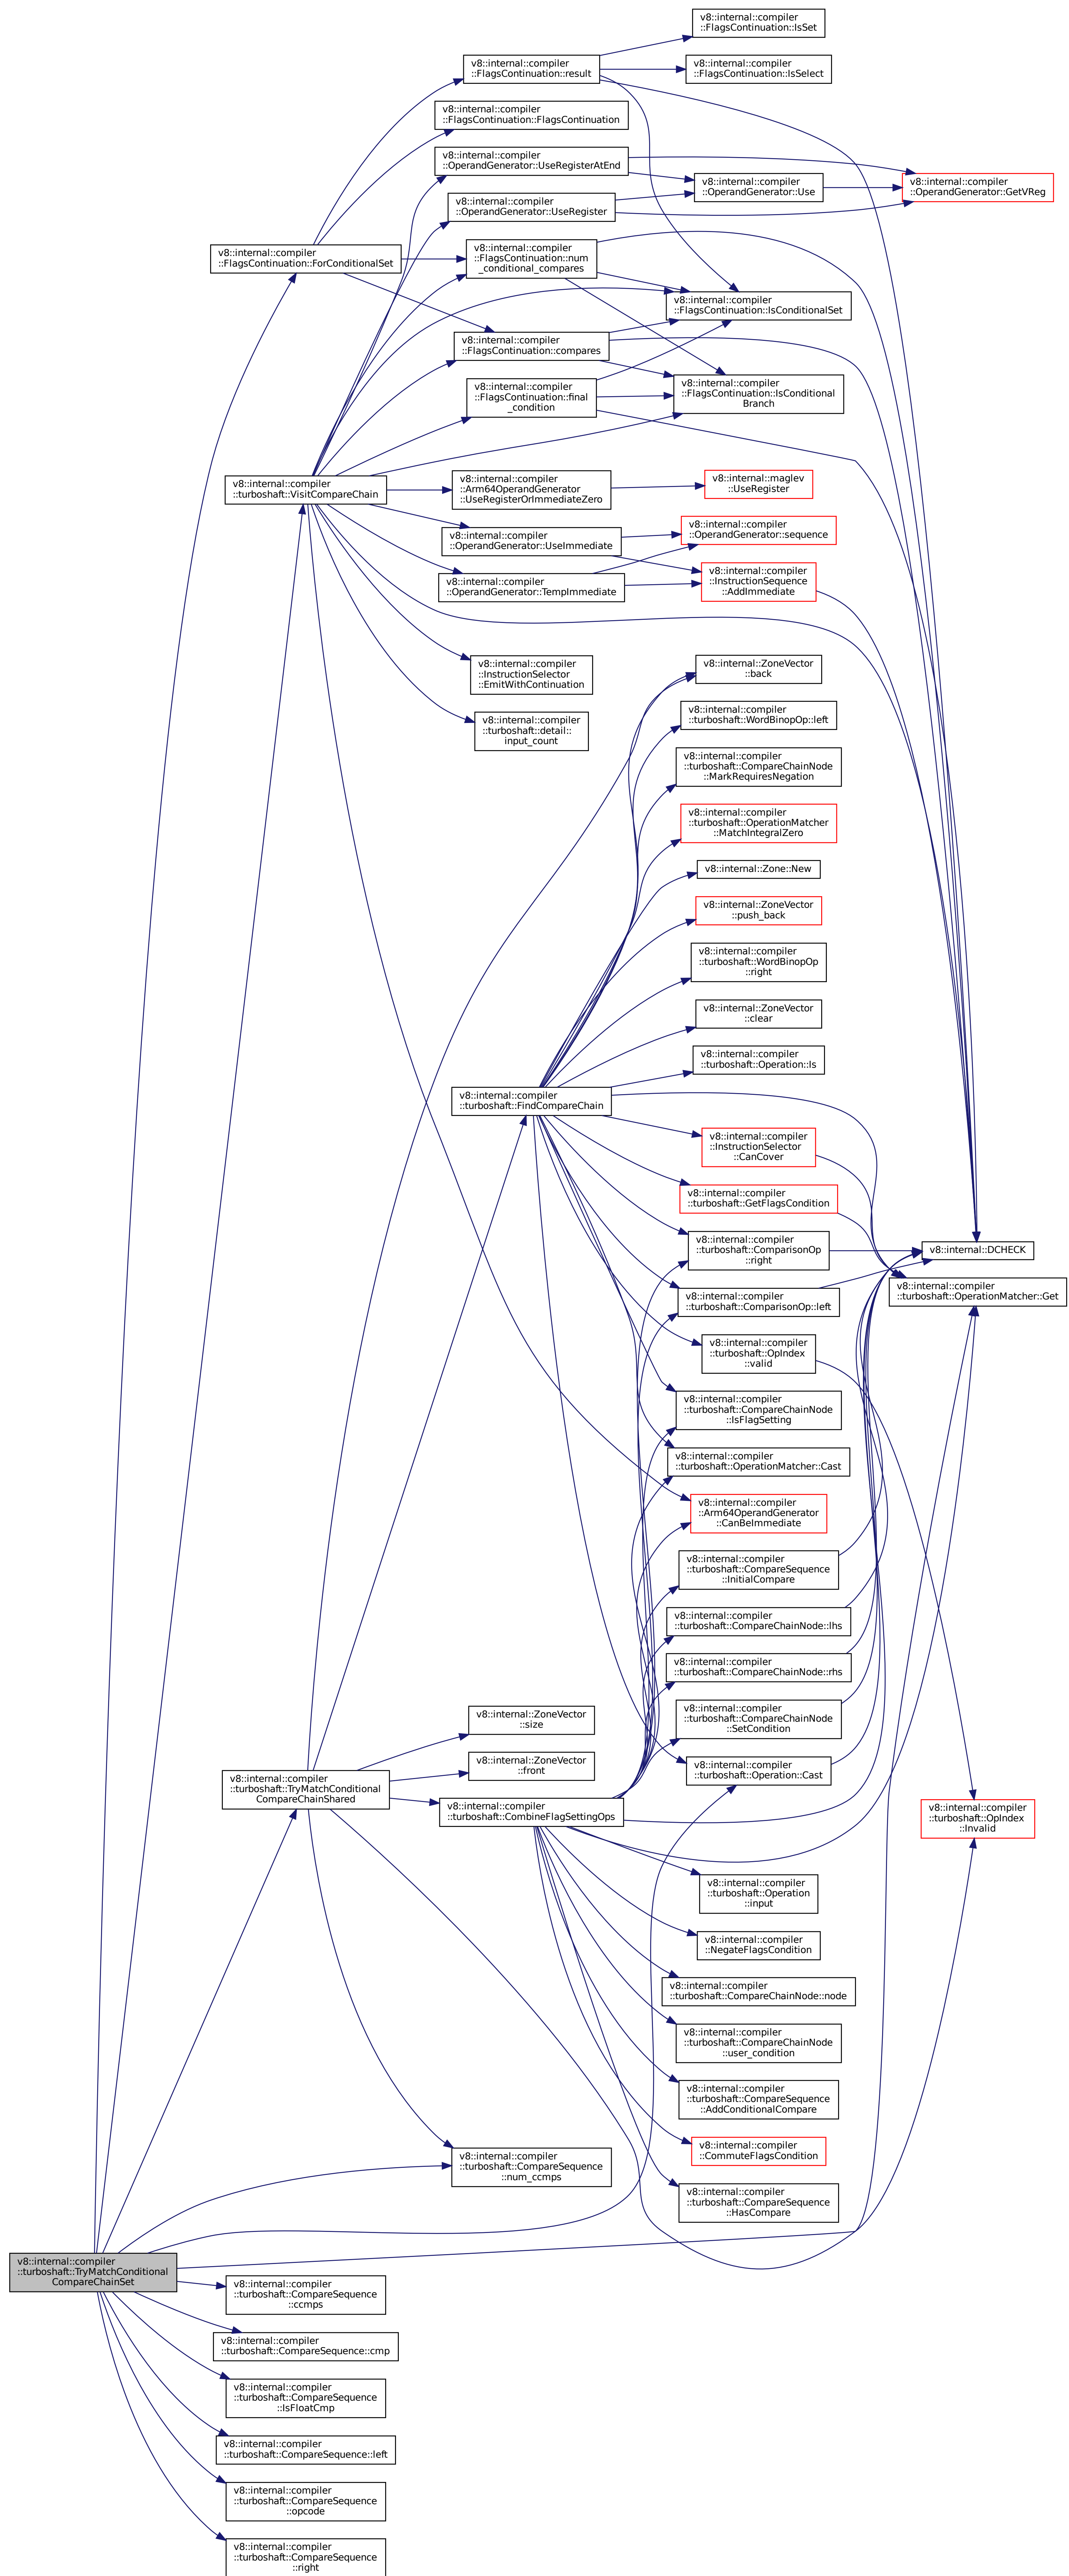 v8::internal::compiler
::FlagsContinuation::IsSet
v8::internal::compiler
::FlagsContinuation::result
v8::internal::compiler
::FlagsContinuation::IsSelect
v8::internal::compiler
::FlagsContinuation::FlagsContinuation
v8::internal::compiler
::OperandGenerator::UseRegisterAtEnd
v8::internal::compiler
::OperandGenerator::Use
v8::internal::compiler
::OperandGenerator::GetVReg
v8::internal::compiler
::OperandGenerator::UseRegister
v8::internal::compiler
::FlagsContinuation::ForConditionalSet
v8::internal::compiler
::FlagsContinuation::num
_conditional_compares
v8::internal::compiler
::FlagsContinuation::IsConditionalSet
v8::internal::compiler
::FlagsContinuation::compares
v8::internal::compiler
::FlagsContinuation::final
_condition
v8::internal::compiler
::FlagsContinuation::IsConditional
Branch
v8::internal::compiler
::turboshaft::VisitCompareChain
v8::internal::compiler
::Arm64OperandGenerator
::UseRegisterOrImmediateZero
v8::internal::maglev
::UseRegister
v8::internal::compiler
::OperandGenerator::UseImmediate
v8::internal::compiler
::OperandGenerator::sequence
v8::internal::compiler
::OperandGenerator::TempImmediate
v8::internal::compiler
::InstructionSequence
::AddImmediate
v8::internal::compiler
::InstructionSelector
::EmitWithContinuation
v8::internal::ZoneVector
::back
v8::internal::compiler
::turboshaft::detail::
input_count
v8::internal::compiler
::turboshaft::WordBinopOp::left
v8::internal::compiler
::turboshaft::CompareChainNode
::MarkRequiresNegation
v8::internal::compiler
::turboshaft::OperationMatcher
::MatchIntegralZero
v8::internal::Zone::New
v8::internal::ZoneVector
::push_back
v8::internal::compiler
::turboshaft::WordBinopOp
::right
v8::internal::ZoneVector
::clear
v8::internal::compiler
::turboshaft::Operation::Is
v8::internal::compiler
::turboshaft::FindCompareChain
v8::internal::compiler
::InstructionSelector
::CanCover
v8::internal::compiler
::turboshaft::GetFlagsCondition
v8::internal::compiler
::turboshaft::ComparisonOp
::right
v8::internal::DCHECK
v8::internal::compiler
::turboshaft::OperationMatcher::Get
v8::internal::compiler
::turboshaft::ComparisonOp::left
v8::internal::compiler
::turboshaft::OpIndex
::valid
v8::internal::compiler
::turboshaft::CompareChainNode
::IsFlagSetting
v8::internal::compiler
::turboshaft::OperationMatcher::Cast
v8::internal::compiler
::Arm64OperandGenerator
::CanBeImmediate
v8::internal::compiler
::turboshaft::CompareSequence
::InitialCompare
v8::internal::compiler
::turboshaft::CompareChainNode::lhs
v8::internal::compiler
::turboshaft::CompareChainNode::rhs
v8::internal::compiler
::turboshaft::CompareChainNode
::SetCondition
v8::internal::ZoneVector
::size
v8::internal::ZoneVector
::front
v8::internal::compiler
::turboshaft::Operation::Cast
v8::internal::compiler
::turboshaft::TryMatchConditional
CompareChainShared
v8::internal::compiler
::turboshaft::CombineFlagSettingOps
v8::internal::compiler
::turboshaft::OpIndex
::Invalid
v8::internal::compiler
::turboshaft::Operation
::input
v8::internal::compiler
::NegateFlagsCondition
v8::internal::compiler
::turboshaft::CompareChainNode::node
v8::internal::compiler
::turboshaft::CompareChainNode
::user_condition
v8::internal::compiler
::turboshaft::CompareSequence
::AddConditionalCompare
v8::internal::compiler
::CommuteFlagsCondition
v8::internal::compiler
::turboshaft::CompareSequence
::num_ccmps
v8::internal::compiler
::turboshaft::CompareSequence
::HasCompare
v8::internal::compiler
::turboshaft::TryMatchConditional
CompareChainSet
v8::internal::compiler
::turboshaft::CompareSequence
::ccmps
v8::internal::compiler
::turboshaft::CompareSequence::cmp
v8::internal::compiler
::turboshaft::CompareSequence
::IsFloatCmp
v8::internal::compiler
::turboshaft::CompareSequence::left
v8::internal::compiler
::turboshaft::CompareSequence
::opcode
v8::internal::compiler
::turboshaft::CompareSequence
::right